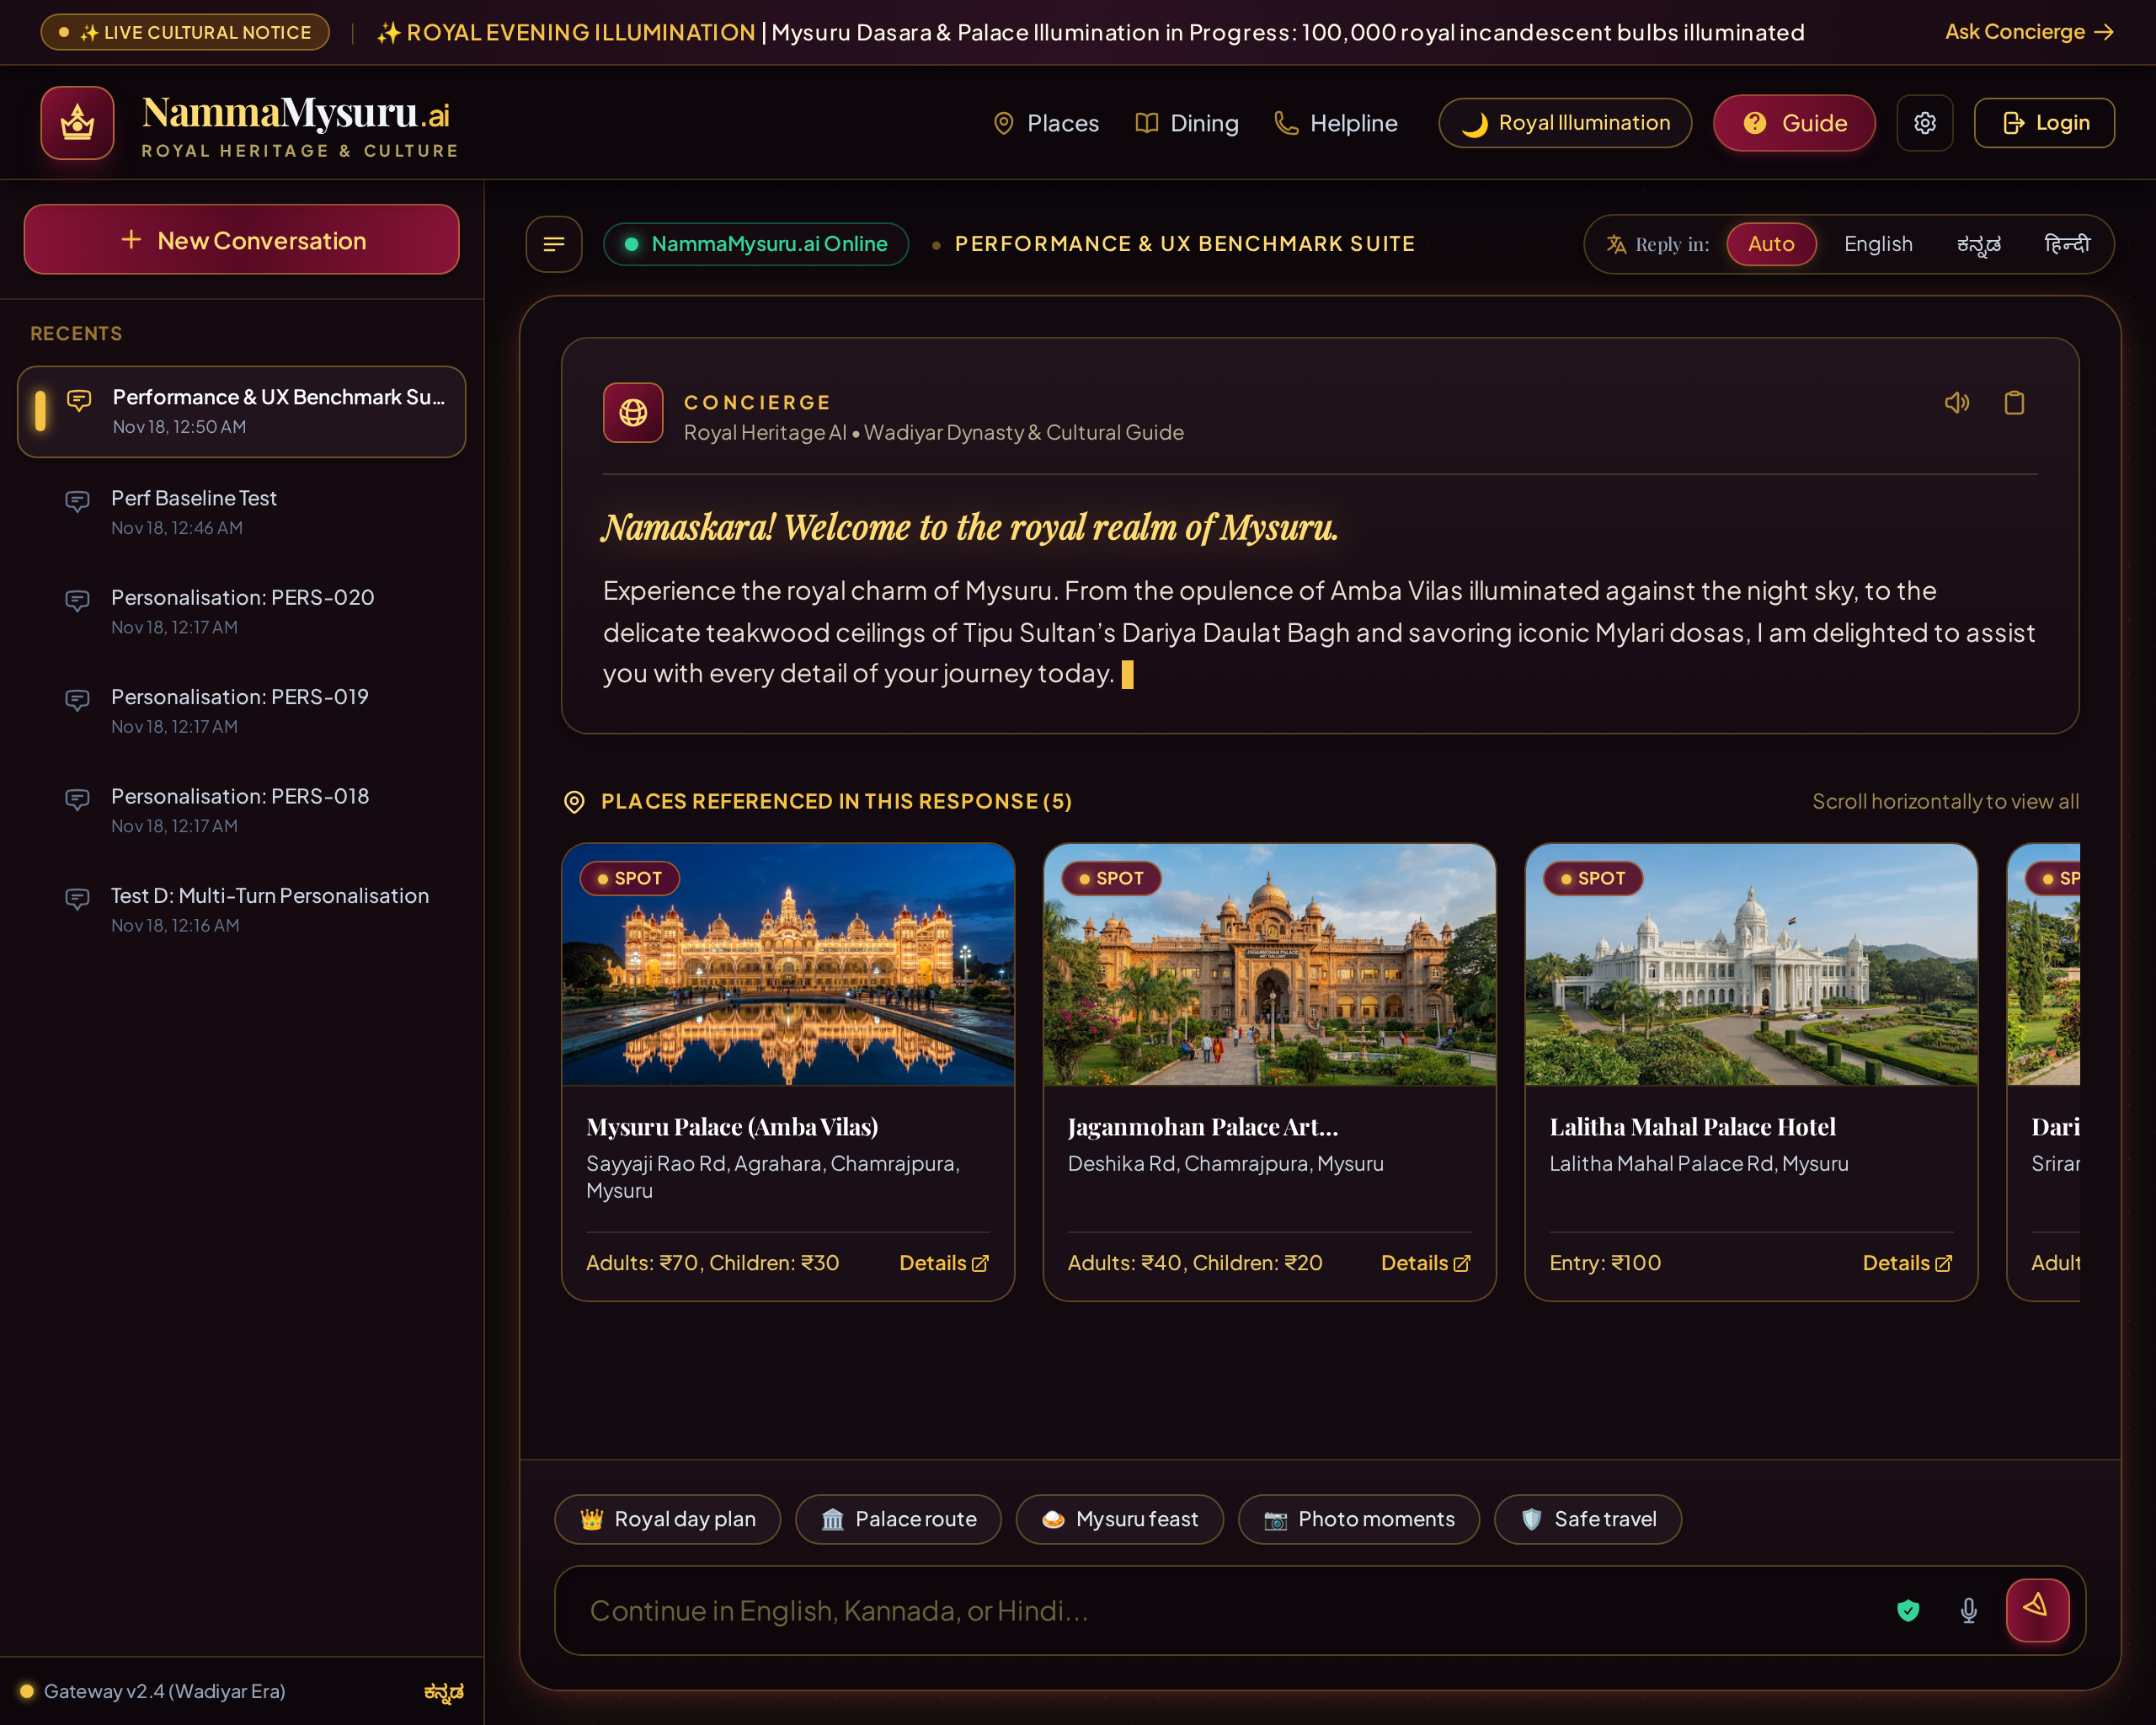 ✨ LIVE CULTURAL NOTICE
✨ ROYAL EVENING ILLUMINATION | Mysuru Dasara & Palace Illumination in Progress: 100,000 royal incandescent bulbs illuminated
Ask Concierge →
NammaMysuru.ai
ROYAL HERITAGE & CULTURE
Places
Dining
Helpline
🌙 Royal Illumination
Guide
Login
+ New Conversation
RECENTS
Performance & UX Benchmark Su...
Nov 18, 12:50 AM
Perf Baseline Test
Nov 18, 12:46 AM
Personalisation: PERS-020
Nov 18, 12:17 AM
Personalisation: PERS-019
Nov 18, 12:17 AM
Personalisation: PERS-018
Nov 18, 12:17 AM
Test D: Multi-Turn Personalisation
Nov 18, 12:16 AM
Gateway v2.4 (Wadiyar Era)
ಕನ್ನಡ
NammaMysuru.ai Online
• PERFORMANCE & UX BENCHMARK SUITE
Reply in:
Auto
English
ಕನ್ನಡ
हिन्दी
CONCIERGE
Royal Heritage AI • Wadiyar Dynasty & Cultural Guide
Namaskara! Welcome to the royal realm of Mysuru.
Experience the royal charm of Mysuru. From the opulence of Amba Vilas illuminated against the night sky, to the
delicate teakwood ceilings of Tipu Sultan’s Dariya Daulat Bagh and savoring iconic Mylari dosas, I am delighted to assist
you with every detail of your journey today.
PLACES REFERENCED IN THIS RESPONSE (5)
Scroll horizontally to view all
SPOT
JAGANMOHAN PALACE
ART GALLERY
Mysuru Palace (Amba Vilas)
Sayyaji Rao Rd, Agrahara, Chamrajpura,
Mysuru
Adults: ₹70, Children: ₹30
Details
SPOT
Jaganmohan Palace Art...
Deshika Rd, Chamrajpura, Mysuru
Adults: ₹40, Children: ₹20
Details
SPOT
Lalitha Mahal Palace Hotel
Lalitha Mahal Palace Rd, Mysuru
Entry: ₹100
Details
SP
Dari
Srirar
Adult
👑 Royal day plan
🏛️ Palace route
🍛 Mysuru feast
📷 Photo moments
🛡️ Safe travel
Continue in English, Kannada, or Hindi...